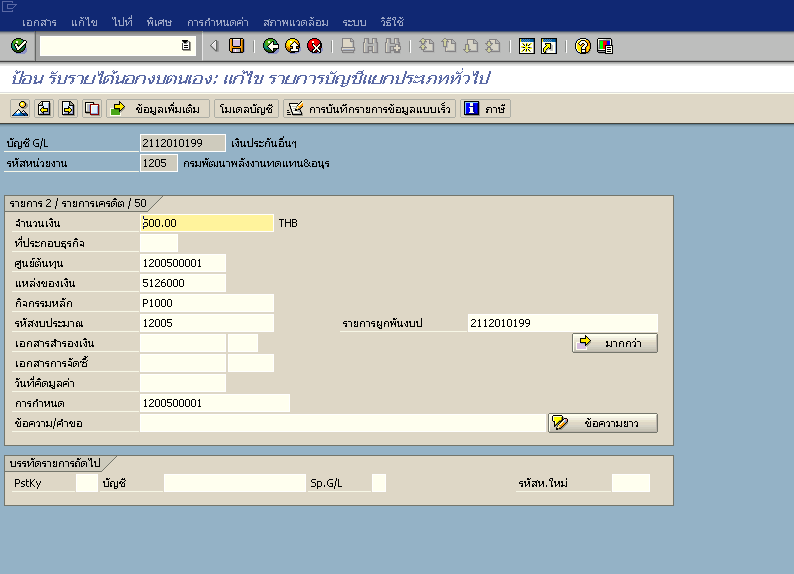 เอกสาร แก้ไข ไปที่ พิเศษ การกำหนดค่า สภาพแวดล้อม ระบบ วิธีใช้
ป้อน รับรายได้นอกงบตนเอง: แก้ไข รายการบัญชีแยกประเภททั่วไป
ข้อมูลเพิ่มเติม โมเดลบัญชี การบันทึกรายการข้อมูลแบบเร็ว ภาษี
บัญชี G/L 2112010199 เงินประกันอื่นๆ
รหัสหน่วยงาน 1205 กรมพัฒนาพลังงานทดแทน&อนุร
รายการ 2 / รายการเครดิต / 50
จำนวนเงิน 500.00 THB
ที่ประกอบธุรกิจ
ศูนย์ต้นทุน 1200500001
แหล่งของเงิน 5126000
กิจกรรมหลัก P1000
รหัสงบประมาณ 12005 รายการผูกพันงบป 2112010199
เอกสารสำรองเงิน มากกว่า
เอกสารการจัดซื้
วันที่คิดมูลค่า
การกำหนด 1200500001
ข้อความ/คำขอ ข้อความยาว
บรรทัดรายการถัดไป
PstKy บัญชี Sp.G/L รหัสห.ใหม่